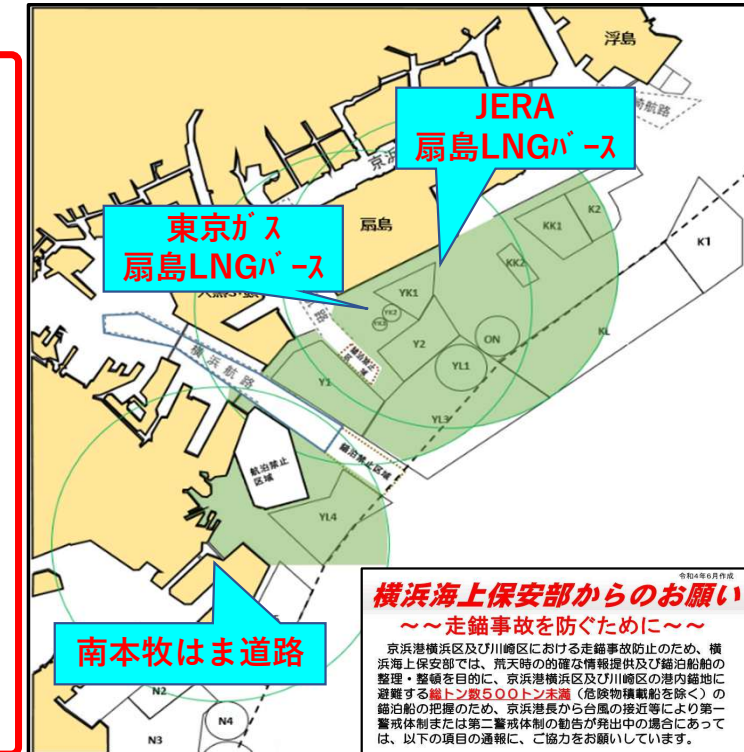 浮島
JERA
扇島LNGバース
東京ガス
扇島LNGバース
扇島
横浜航路
KK1
K2
K1
KK2
YK1
YK2
YK3
Y2
ON
YL1
KL
Y1
YL3
錨泊禁止区域
錨泊禁止
区域
YL4
南本牧はま道路
N2
N4
N3
令和4年6月作成
横浜海上保安部からのお願い
～～走錨事故を防ぐために～～
京浜港横浜区及び川崎区における走錨事故防止のため、横
浜海上保安部では、荒天時の的確な情報提供及び錨泊船舶の
整理・整頓を目的に、京浜港横浜区及び川崎区の港内錨地に
避難する総トン数５００トン未満（危険物積載船を除く）の
錨泊船の把握のため、京浜港長から台風の接近等により第一
警戒体制または第二警戒体制の勧告が発出中の場合にあって
は、以下の項目の通報に、ご協力をお願いしています。